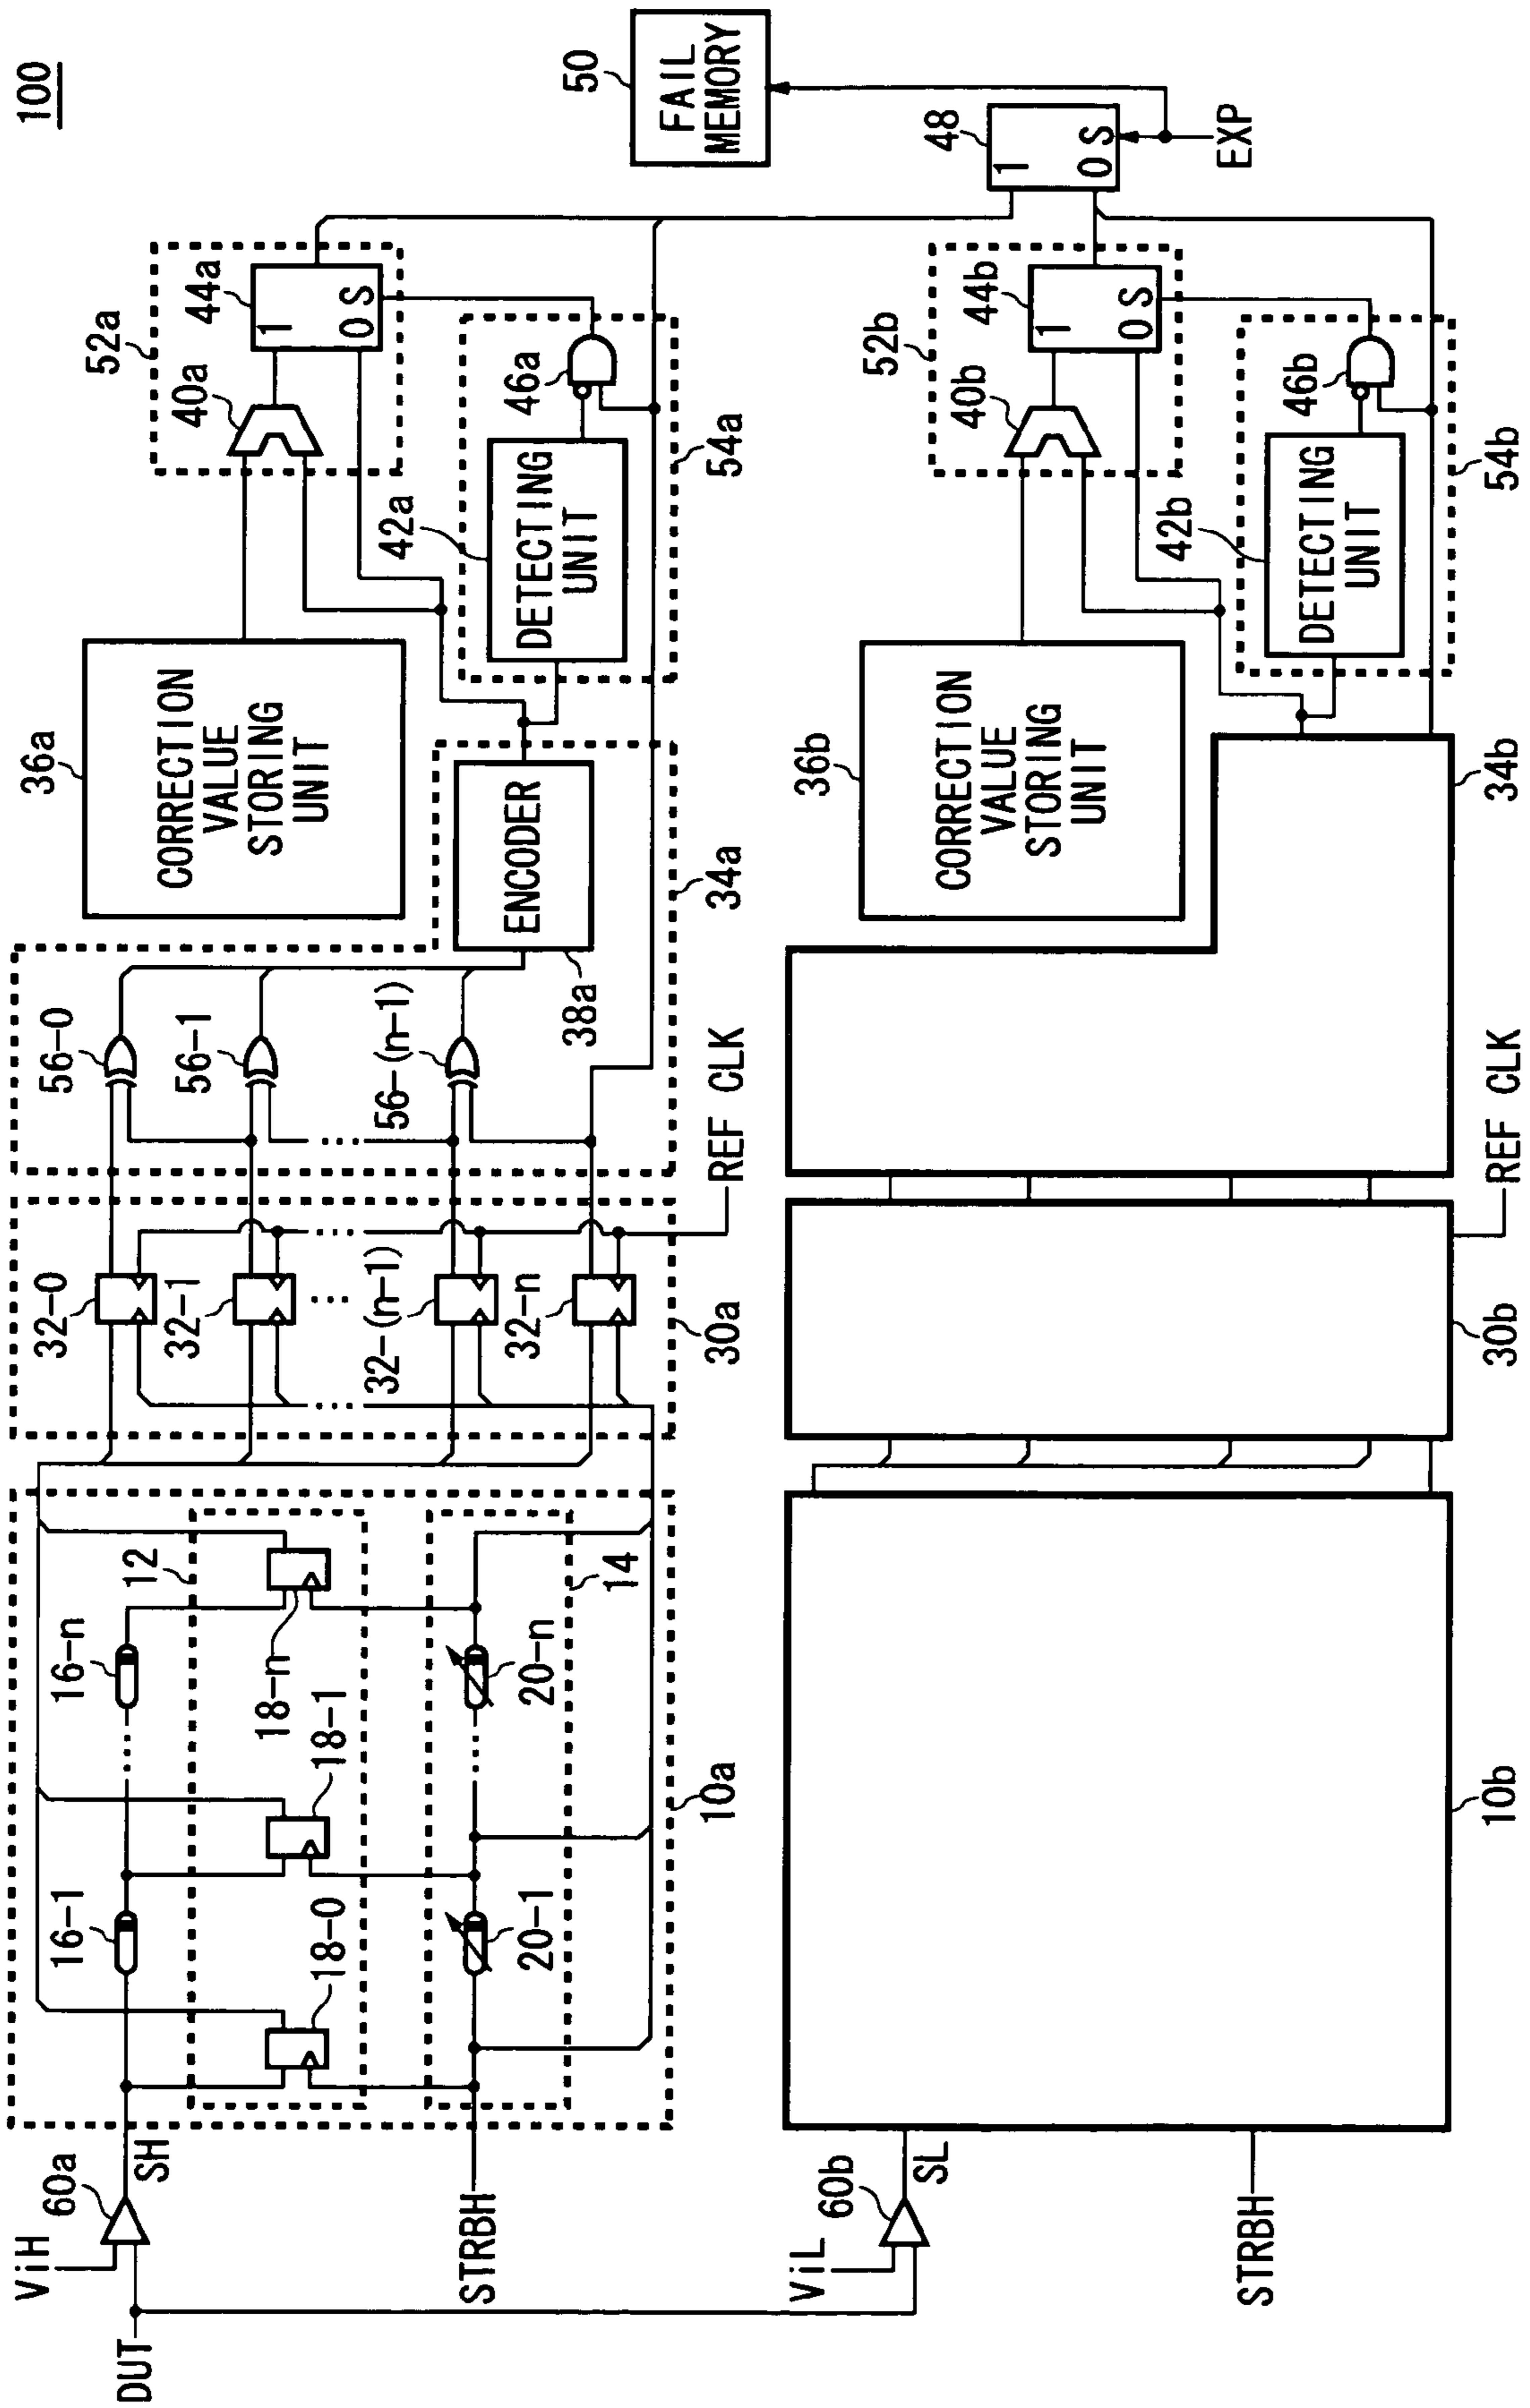 100
DUT
ViH
60a
SH
STRBH
16-1
16-n
12
18-0
18-1
18-n
20-1
20-n
14
10a
32-0
32-1
32-(n-1)
32-n
30a
REF CLK
56-0
56-1
56-(n-1)
ENCODER
38a
34a
36a
CORRECTION
VALUE
STORING
UNIT
52a
40a
44a
1
0 S
42a
DETECTING
UNIT
46a
54a
50
FAIL
MEMORY
48
1
0 S
EXP
ViL
60b
SL
STRBH
10b
30b
REF CLK
34b
36b
CORRECTION
VALUE
STORING
UNIT
52b
40b
44b
1
0 S
42b
DETECTING
UNIT
46b
54b